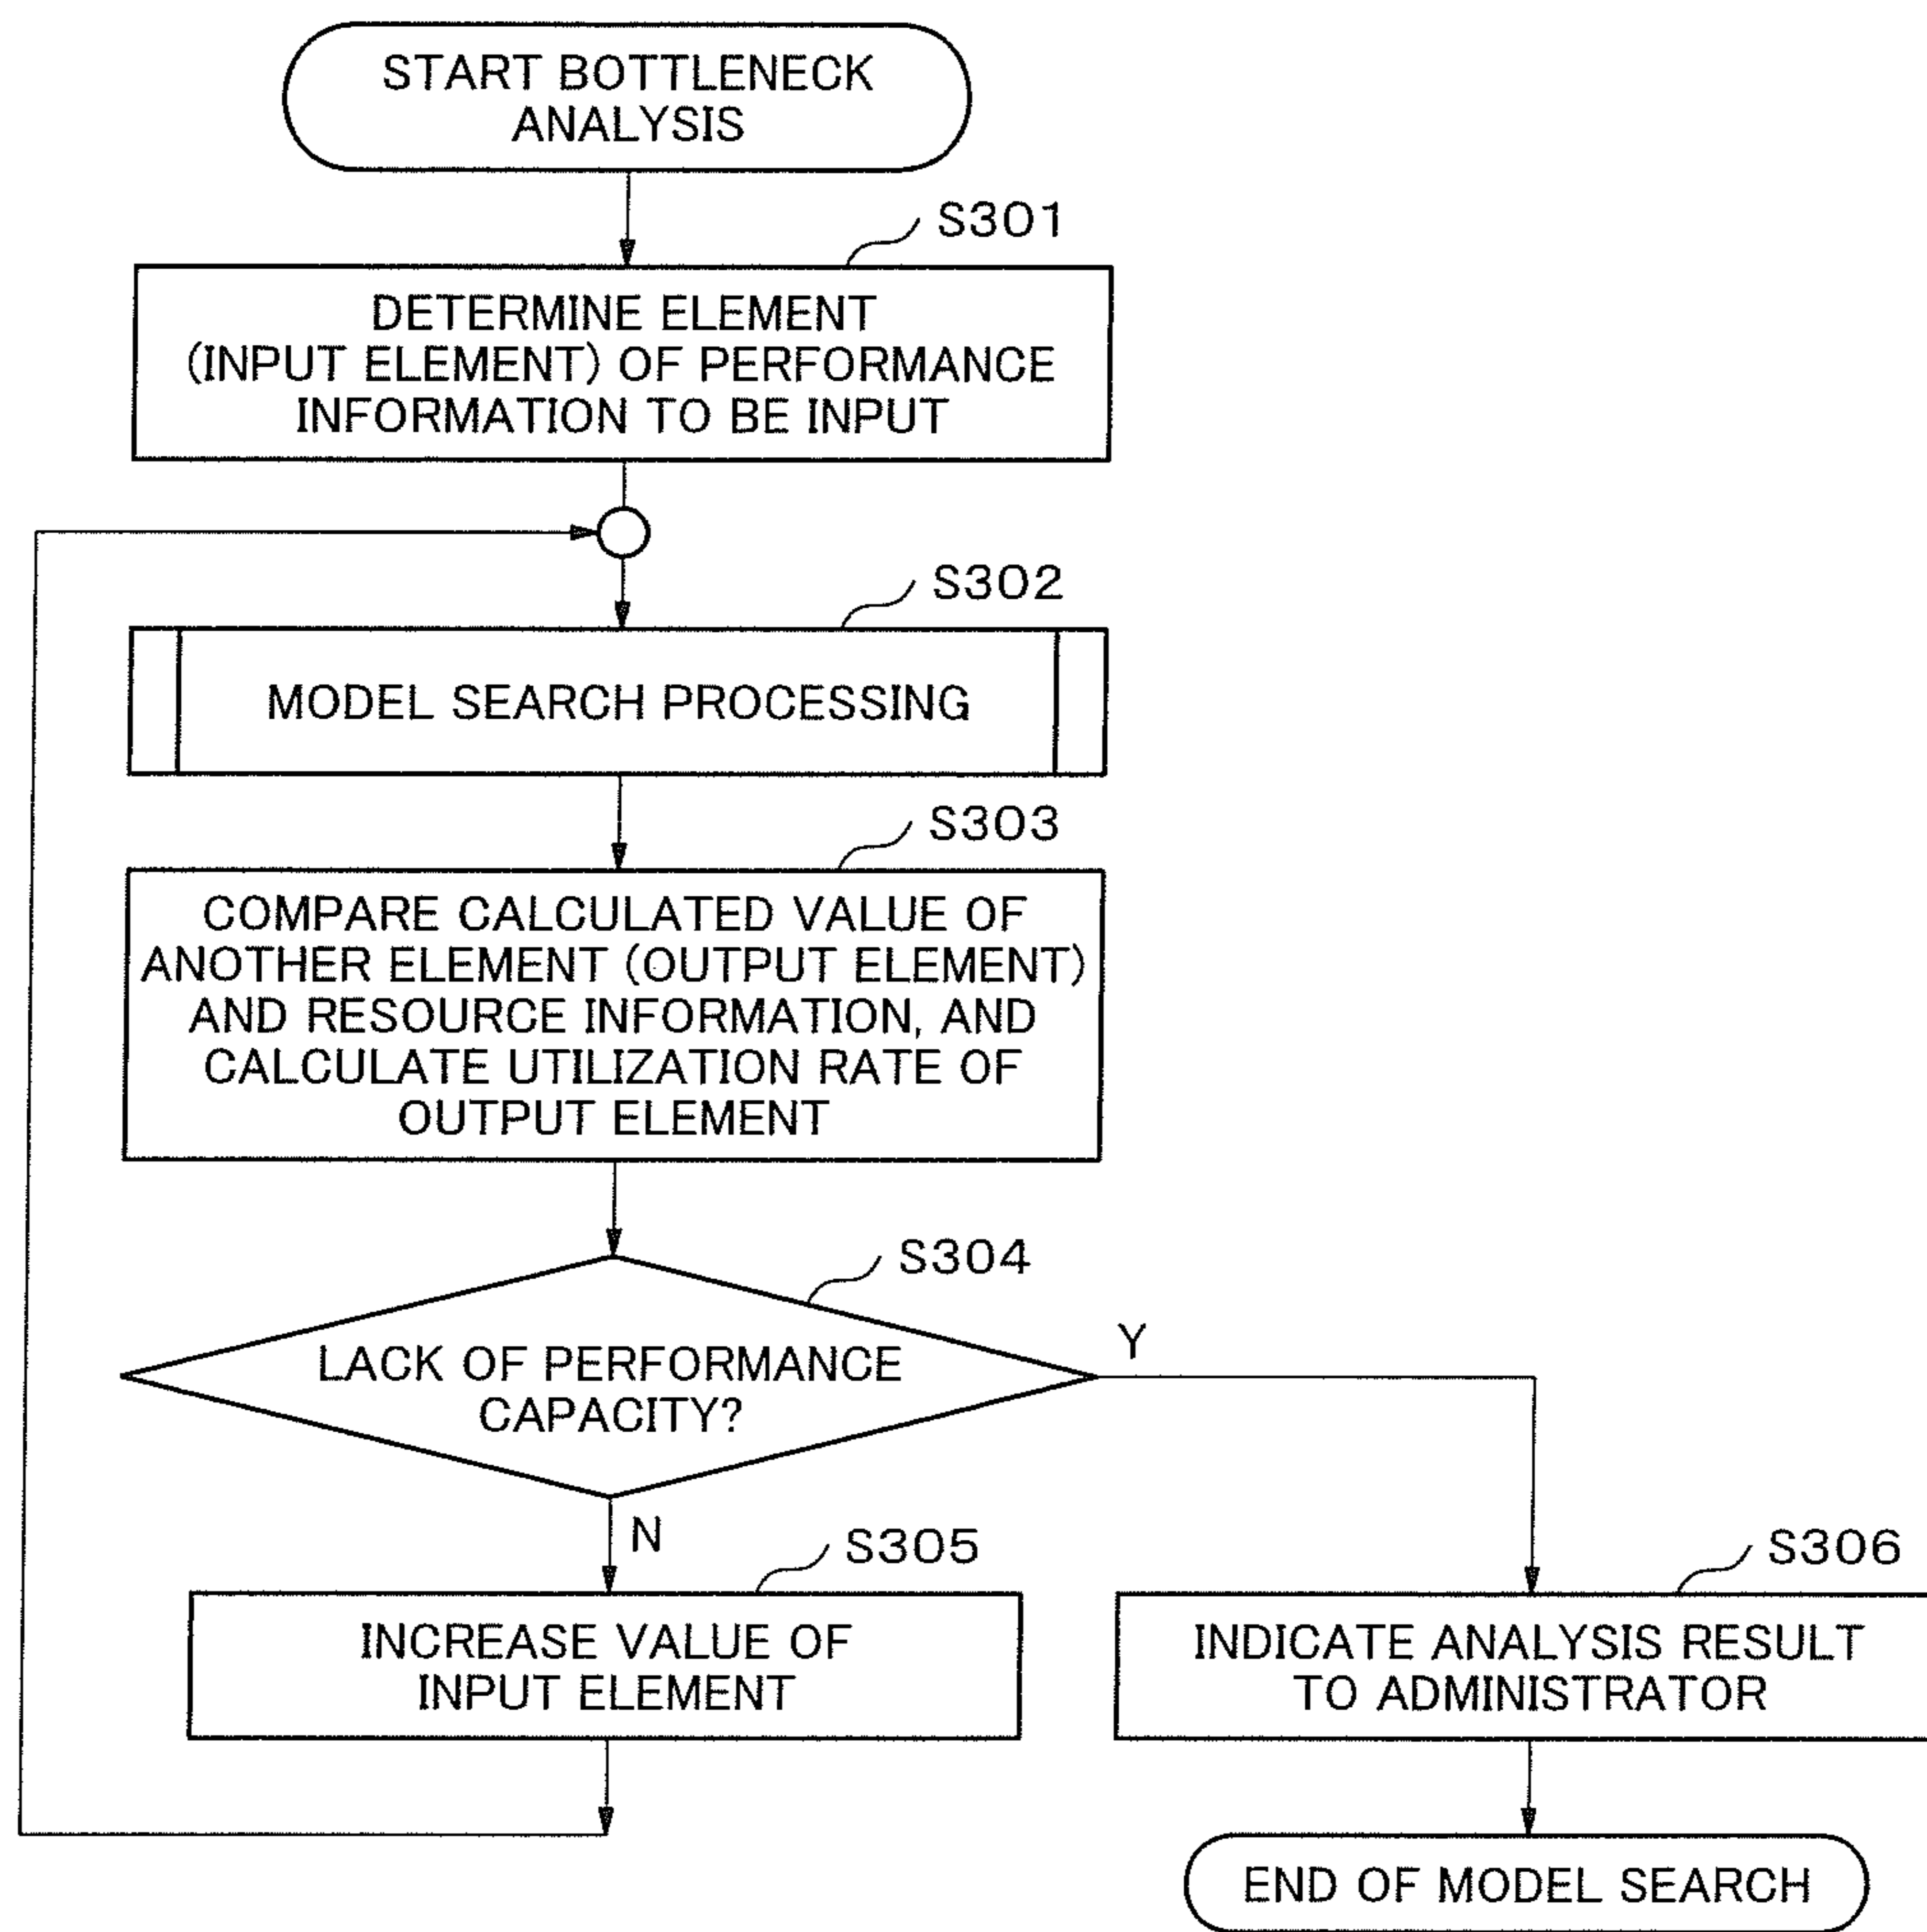 START BOTTLENECK
ANALYSIS
S301
DETERMINE ELEMENT
(INPUT ELEMENT) OF PERFORMANCE
INFORMATION TO BE INPUT
S302
MODEL SEARCH PROCESSING
S303
COMPARE CALCULATED VALUE OF
ANOTHER ELEMENT (OUTPUT ELEMENT)
AND RESOURCE INFORMATION, AND
CALCULATE UTILIZATION RATE OF
OUTPUT ELEMENT
S304
LACK OF PERFORMANCE
CAPACITY?
Y
N
S305
INCREASE VALUE OF
INPUT ELEMENT
S306
INDICATE ANALYSIS RESULT
TO ADMINISTRATOR
END OF MODEL SEARCH